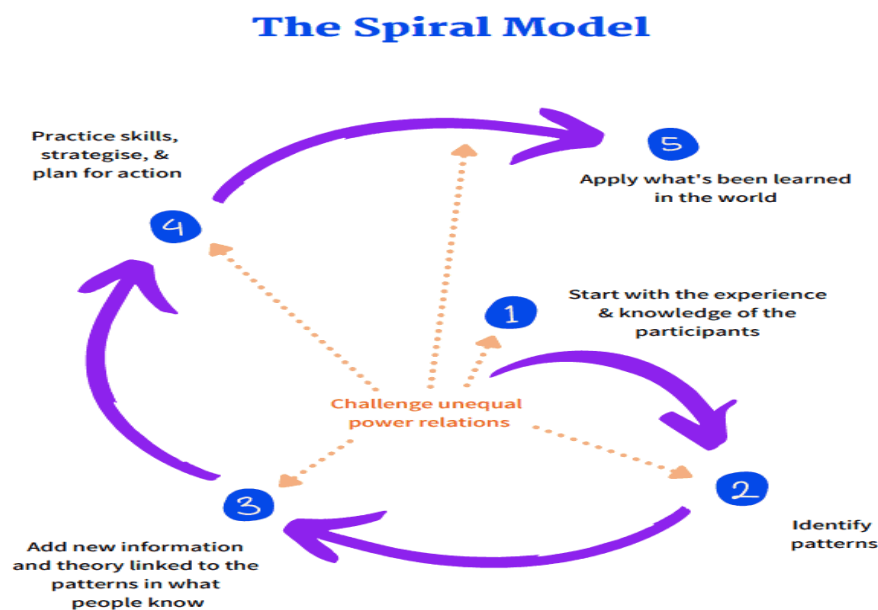 The Spiral Model
1
Start with the experience
& knowledge of the
participants
2
Identify
patterns
3
Add new information
and theory linked to the
patterns in what
people know
4
Practice skills,
strategise, &
plan for action
5
Apply what's been learned
in the world
Challenge unequal
power relations